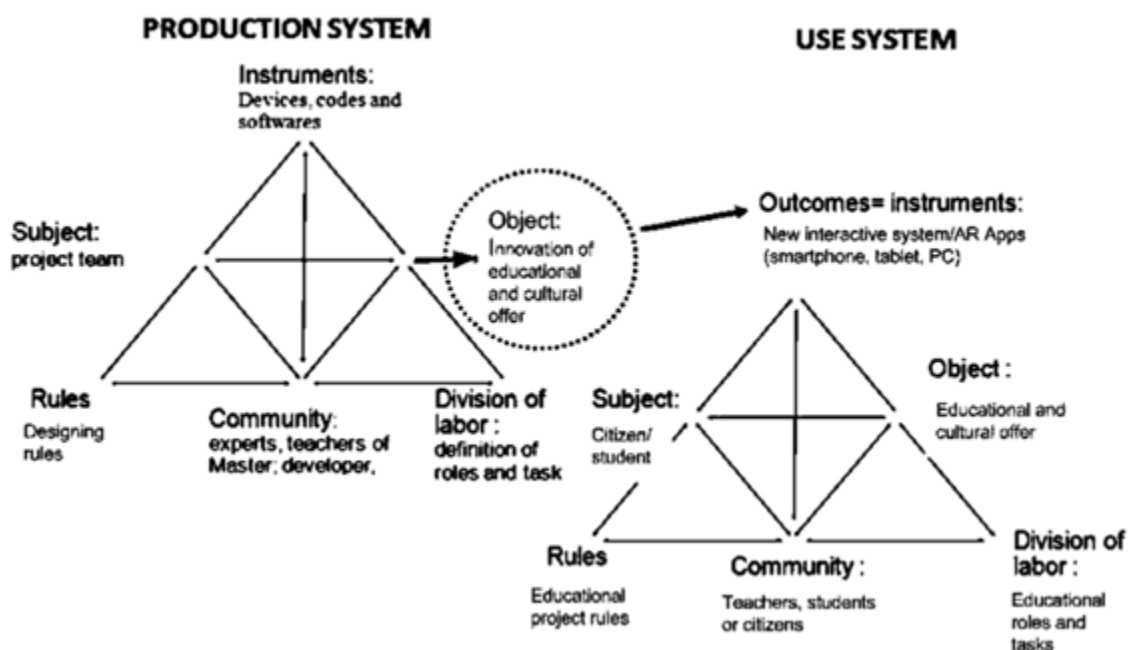 PRODUCTION SYSTEM
USE SYSTEM
Instruments:
Devices, codes and
softwares
Subject:
project team
Object:
Innovation of
educational
and cultural
offer
Outcomes= instruments:
New interactive system/AR Apps
(smartphone, tablet, PC)
Rules
Designing
rules
Community:
experts, teachers of
Master; developer,
Division of
labor :
definition of
roles and task
Subject:
Citizen/
student
Object :
Educational and
cultural offer
Rules
Educational
project rules
Community :
Teachers, students
or citizens
Division of
labor :
Educational
roles and
tasks